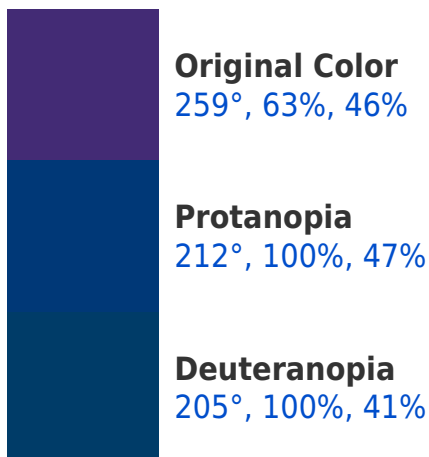 Original Color
259°, 63%, 46%
Protanopia
212°, 100%, 47%
Deuteranopia
205°, 100%, 41%